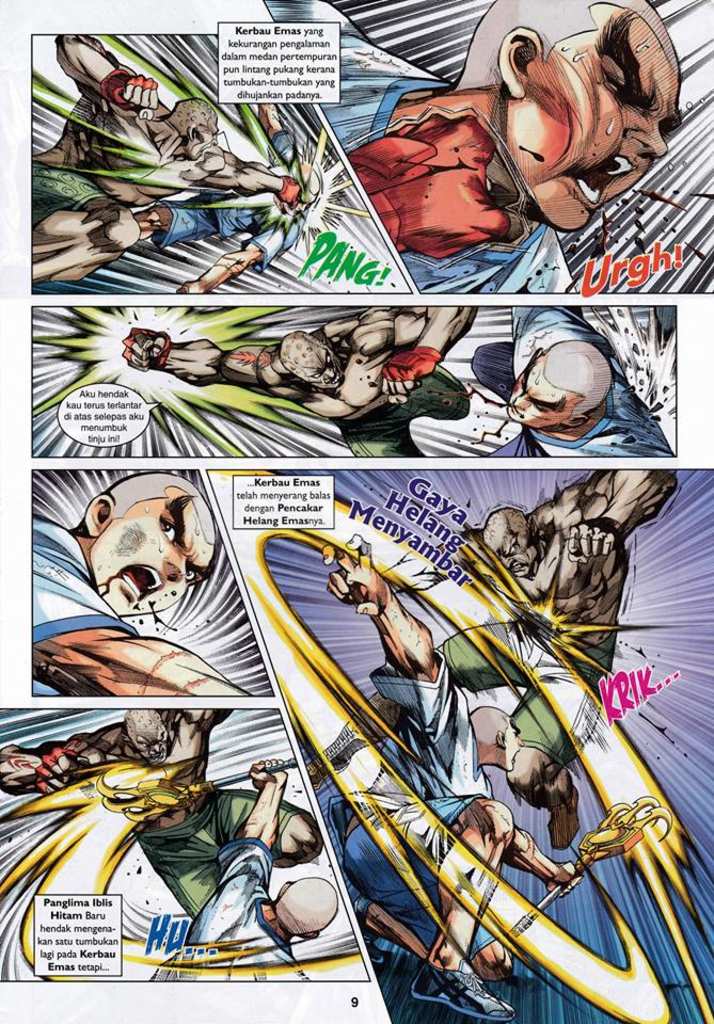 Kerbau Emas yang
kekurangan pengalaman
dalam medan pertempuran
pun lintang pukang kerana
tumbukan-tumbukan yang
dihujankan padanya.
PANG!
Urgh!
Aku hendak
kau terus terlantar
di atas selepas aku
menumbuk
tinju ini!
...Kerbau Emas
telah menyerang balas
dengan Pencakar
Helang Emasnya.
Gaya
Helang
Menyambar
KRIK...
Panglima Iblis
Hitam Baru
hendak mengena-
kan satu tumbukan
lagi pada Kerbau
Emas tetapi...
HU....
9